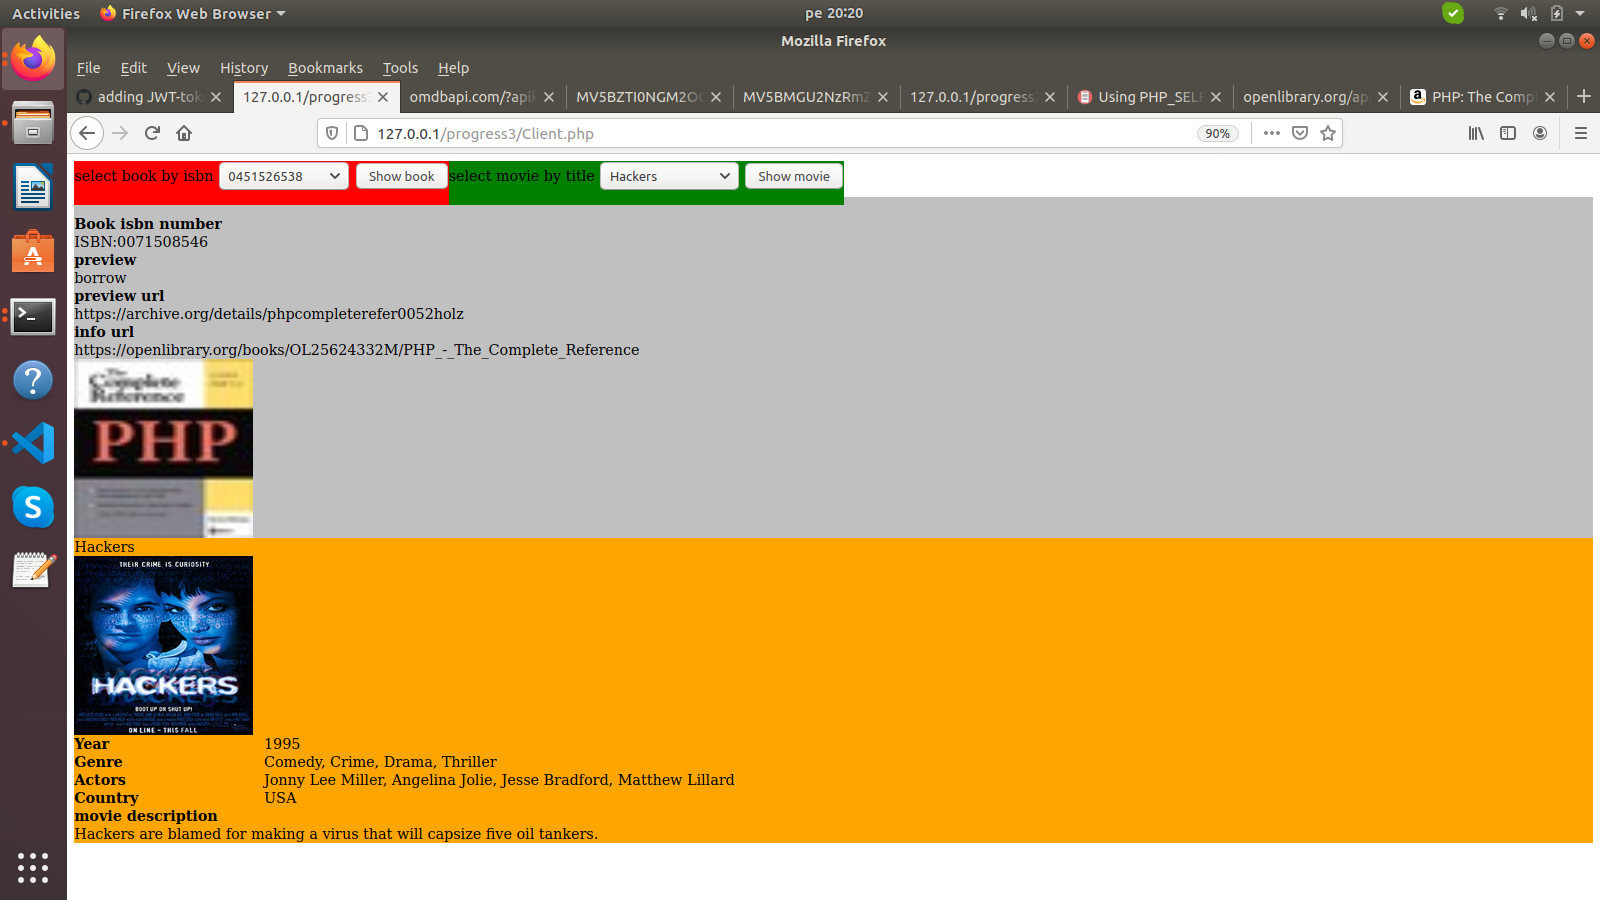 Activities Firefox Web Browser pe 20:20
Mozilla Firefox
File Edit View History Bookmarks Tools Help
adding JWT-tok 127.0.0.1/progress omdbapi.com/?apik MV5BZTI0NGM2O MV5BMGU2NzRmZ 127.0.0.1/progress Using PHP_SELF openlibrary.org/ap PHP: The Comp
127.0.0.1/progress3/Client.php 90%
select book by isbn 0451526538 Show book select movie by title Hackers Show movie
Book isbn number
ISBN:0071508546
preview
borrow
preview url
https://archive.org/details/phpcompleterefer0052holz
info url
https://openlibrary.org/books/OL25624332M/PHP_-_The_Complete_Reference
The
Complete
Reference
PHP
Hackers
THEIR CRIME IS CURIOSITY
HACKERS
BOOT UP OR SHUT UP!
ON LINE - THIS FALL
Year 1995
Genre Comedy, Crime, Drama, Thriller
Actors Jonny Lee Miller, Angelina Jolie, Jesse Bradford, Matthew Lillard
Country USA
movie description
Hackers are blamed for making a virus that will capsize five oil tankers.